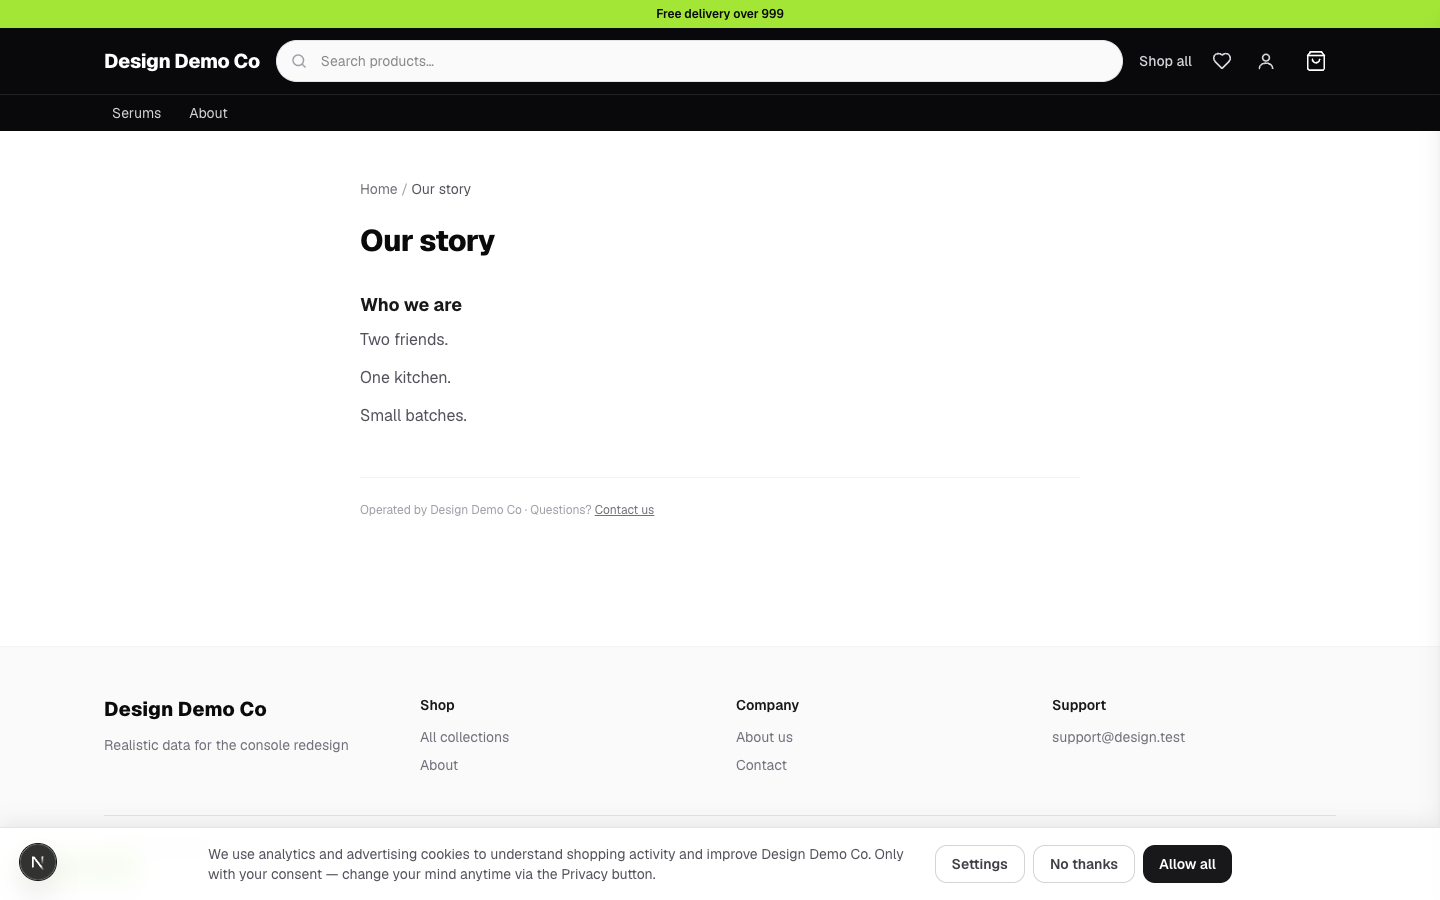 Free delivery over 999
Design Demo Co
Search products...
Shop all
Serums
About
Home / Our story
Our story
Who we are
Two friends.
One kitchen.
Small batches.
Operated by Design Demo Co · Questions? Contact us
Design Demo Co
Realistic data for the console redesign
Shop
All collections
About
Company
About us
Contact
Support
support@design.test
N
We use analytics and advertising cookies to understand shopping activity and improve Design Demo Co. Only
with your consent — change your mind anytime via the Privacy button.
Settings
No thanks
Allow all